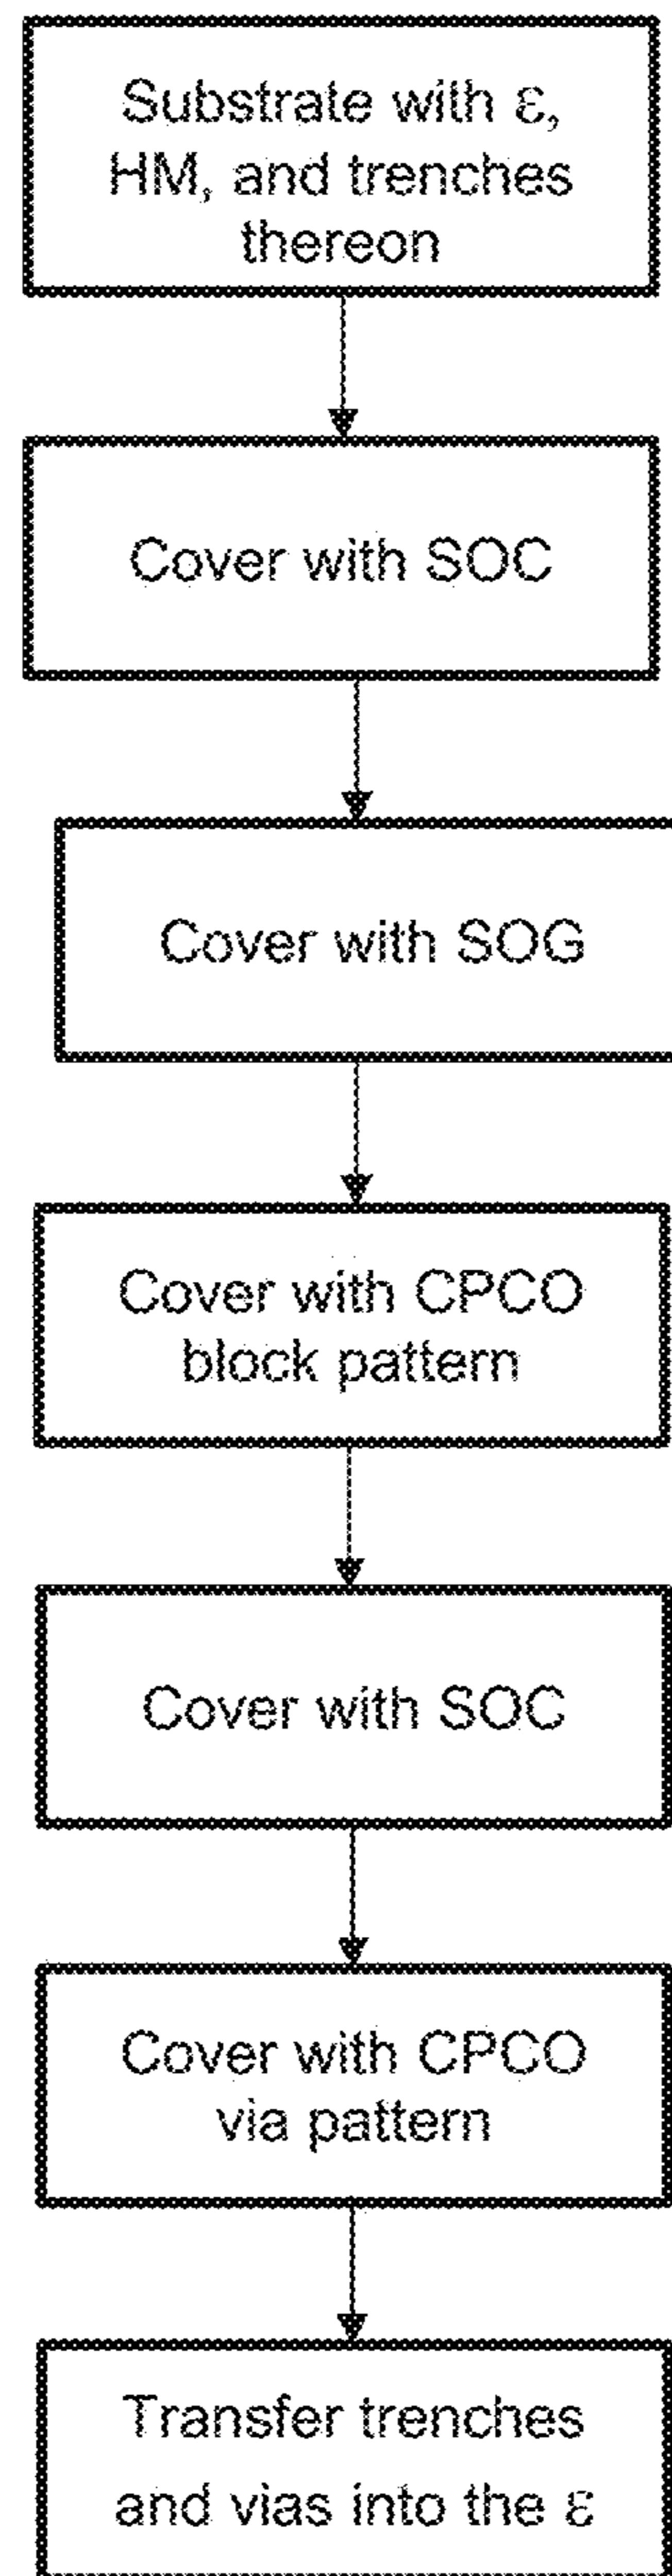 Substrate with ε,
HM, and trenches
thereon
Cover with SOC
Cover with SOG
Cover with CPCO
block pattern
Cover with SOC
Cover with CPCO
via pattern
Transfer trenches
and vias into the ε